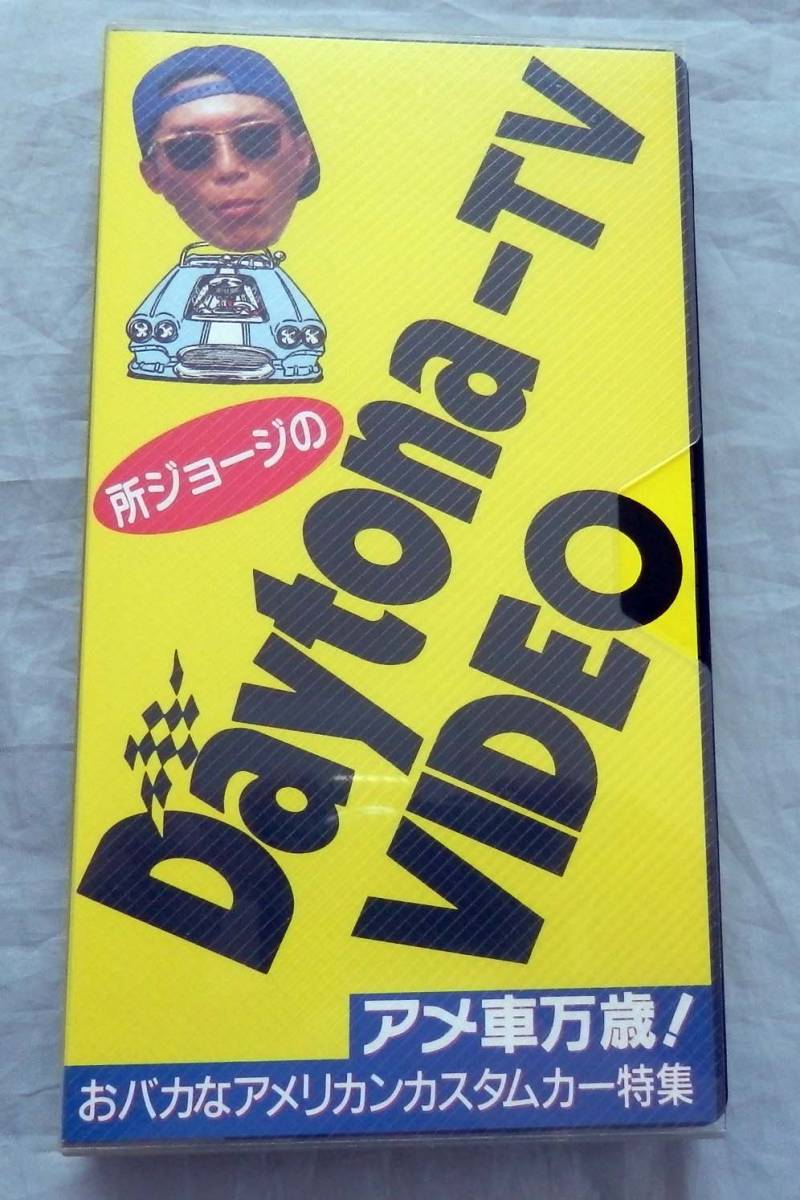 所ジョージの
Daytona-TV
VIDEO
アメ車万歳!
おバカなアメリカンカスタムカー特集